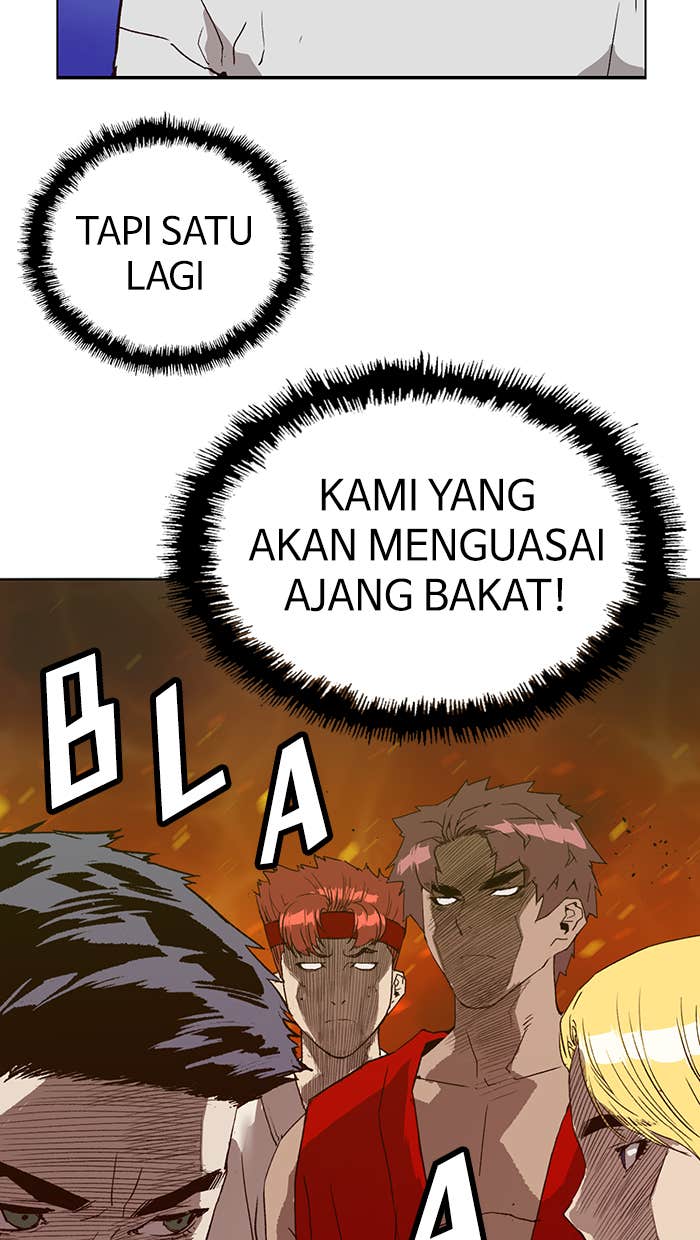 TAPI SATU
LAGI
KAMI YANG
AKAN MENGUASAI
AJANG BAKAT!
BLA
A